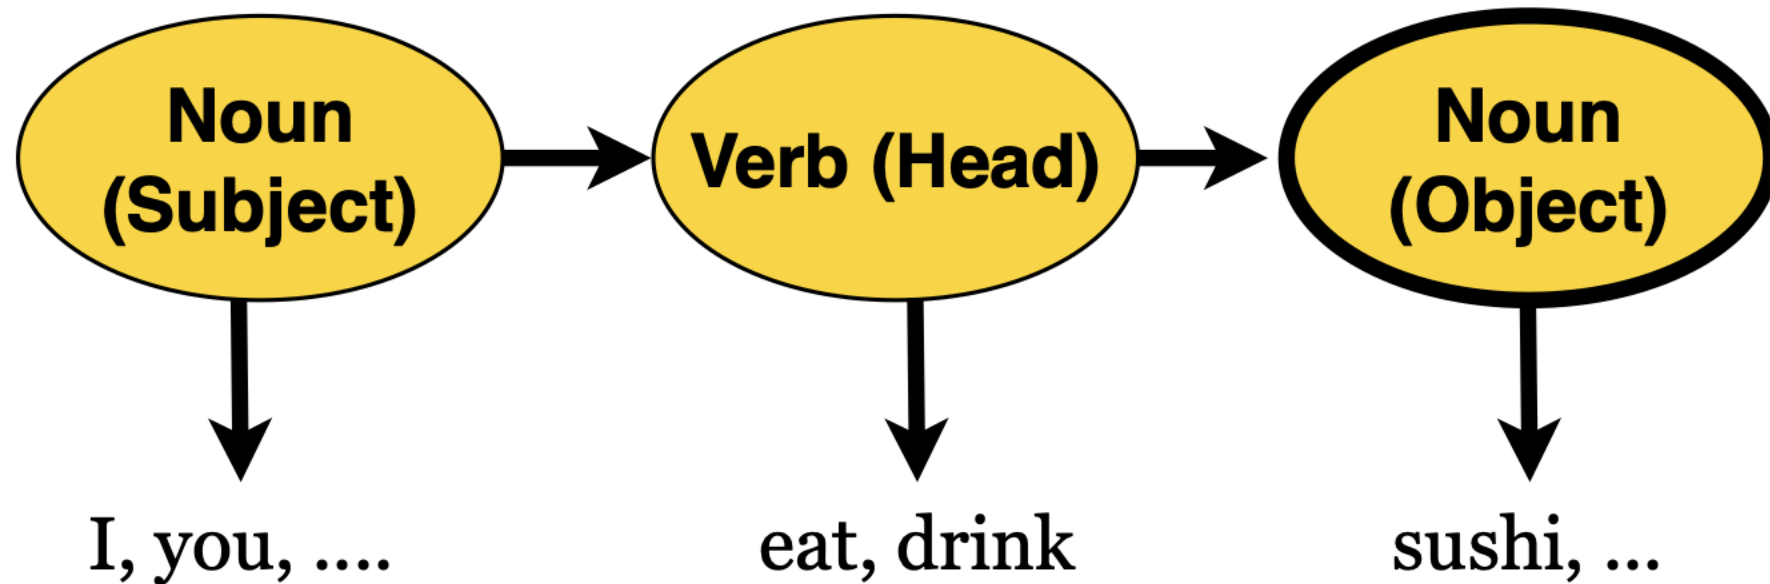 Noun
(Subject)
Verb (Head)
Noun
(Object)
I, you, ....
eat, drink
sushi, ...